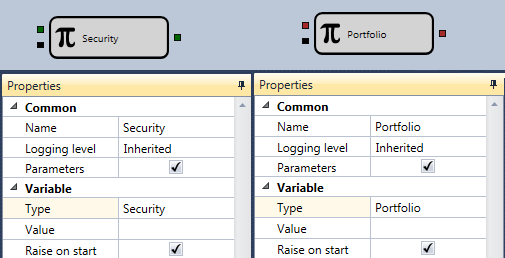 π Security
π Portfolio
Properties
Common
Name Security
Logging level Inherited
Parameters
Variable
Type Security
Value
Raise on start
Properties
Common
Name Portfolio
Logging level Inherited
Parameters
Variable
Type Portfolio
Value
Raise on start